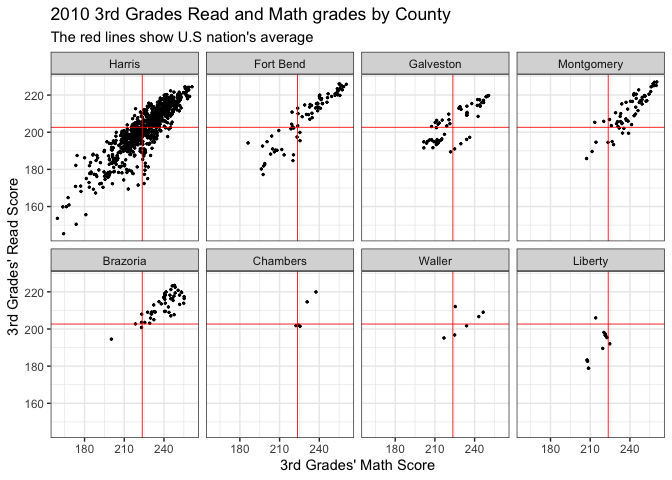 2010 3rd Grades Read and Math grades by County
The red lines show U.S nation's average
Harris
Fort Bend
Galveston
Montgomery
220
200
180
160
Brazoria
Chambers
Waller
Liberty
220
200
180
160
180 210 240
180 210 240
180 210 240
180 210 240
3rd Grades' Math Score
3rd Grades' Read Score